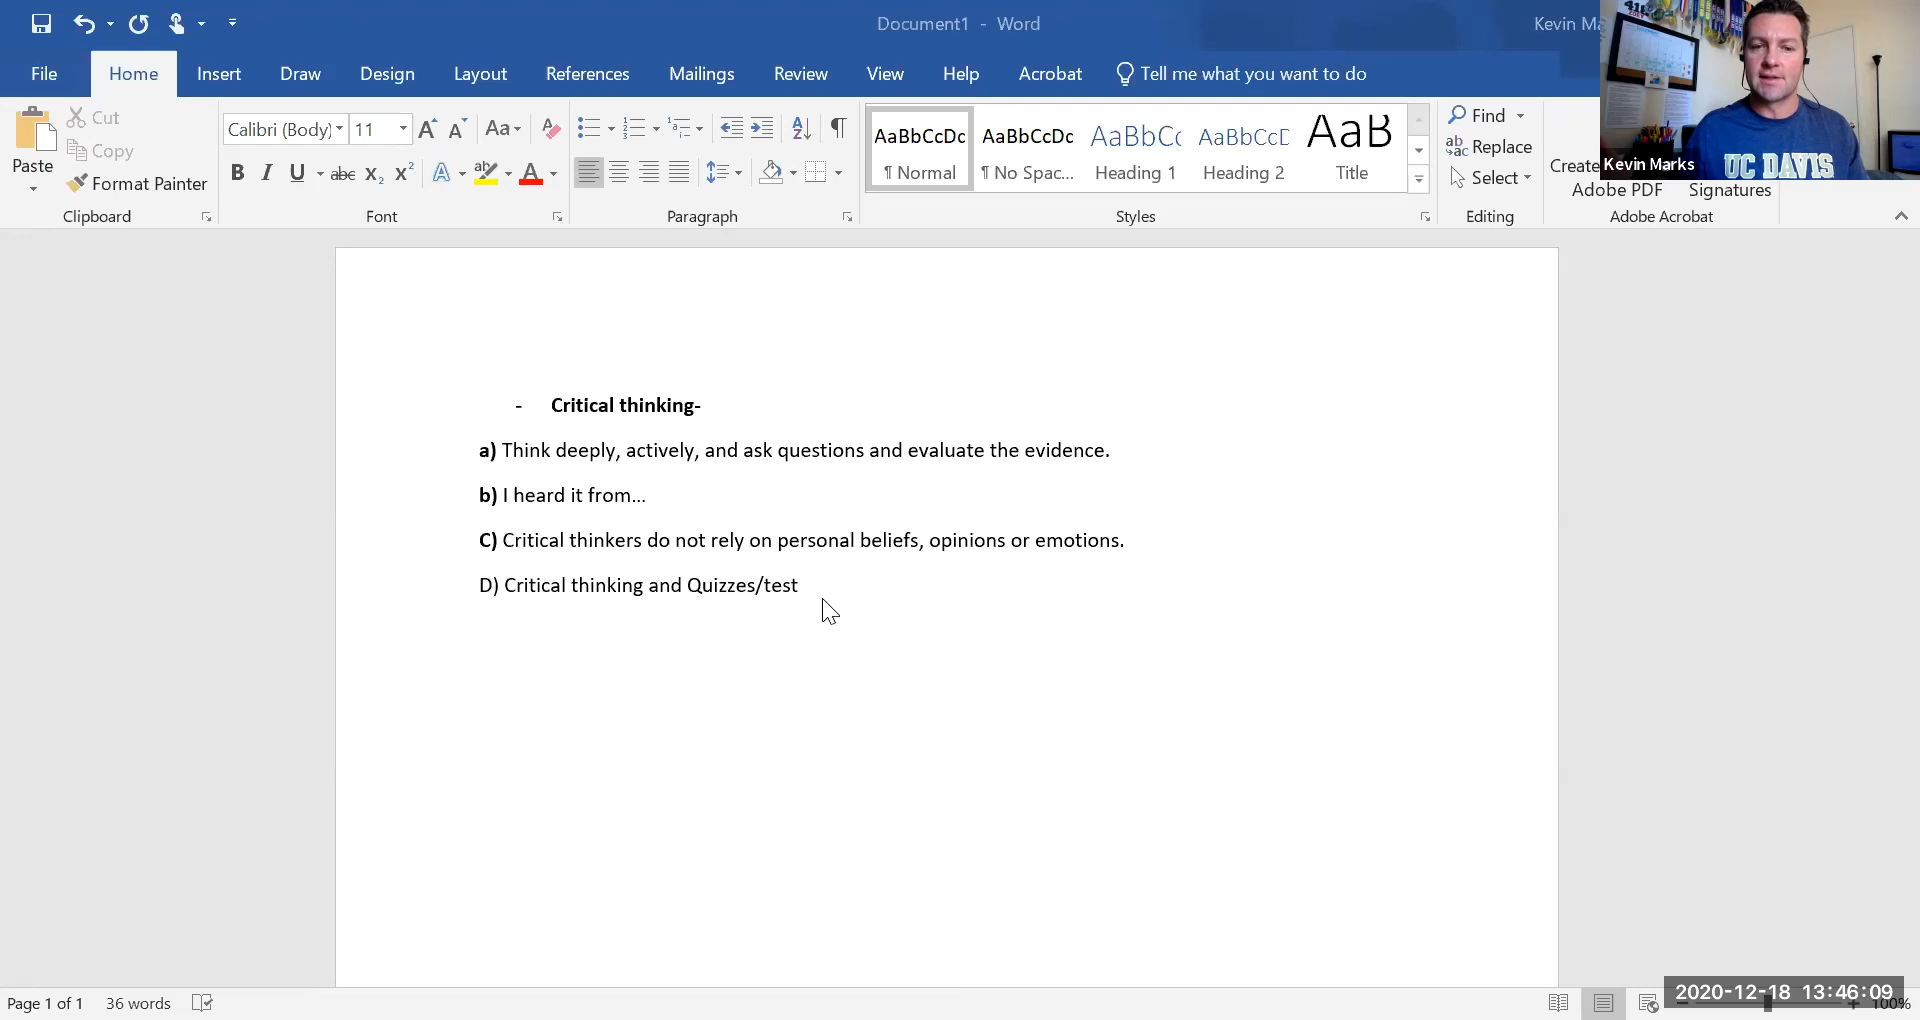 Document1 - Word
Kevin Ma
File Home Insert Draw Design Layout References Mailings Review View Help Acrobat Tell me what you want to do
Paste
Cut
Copy
Format Painter
Clipboard
Calibri (Body) 11
Font
Paragraph
AaBbCcDc AaBbCcDc AaBbCc AaBbCcD AaB
¶ Normal ¶ No Spac... Heading 1 Heading 2 Title
Styles
Find
Replace
Select
Editing
Create
Adobe PDF Signatures
Adobe Acrobat
Kevin Marks
UC DAVIS
- Critical thinking-
a) Think deeply, actively, and ask questions and evaluate the evidence.
b) I heard it from...
C) Critical thinkers do not rely on personal beliefs, opinions or emotions.
D) Critical thinking and Quizzes/test
Page 1 of 1 36 words
2020-12-18 13:46:09
100%